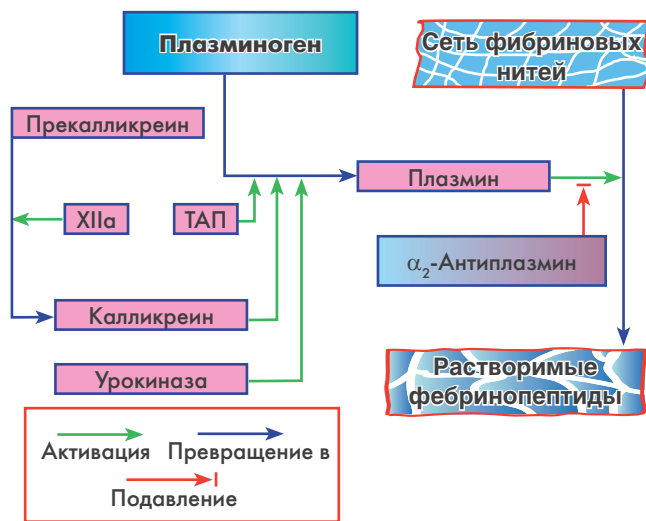 Плазминоген
Сеть фибриновых
нитей
Прекалликреин
Плазмин
XIIa
ТАП
α₂-Антиплазмин
Калликреин
Урокиназа
Растворимые
фебринопептиды
Активация
Превращение в
Подавление